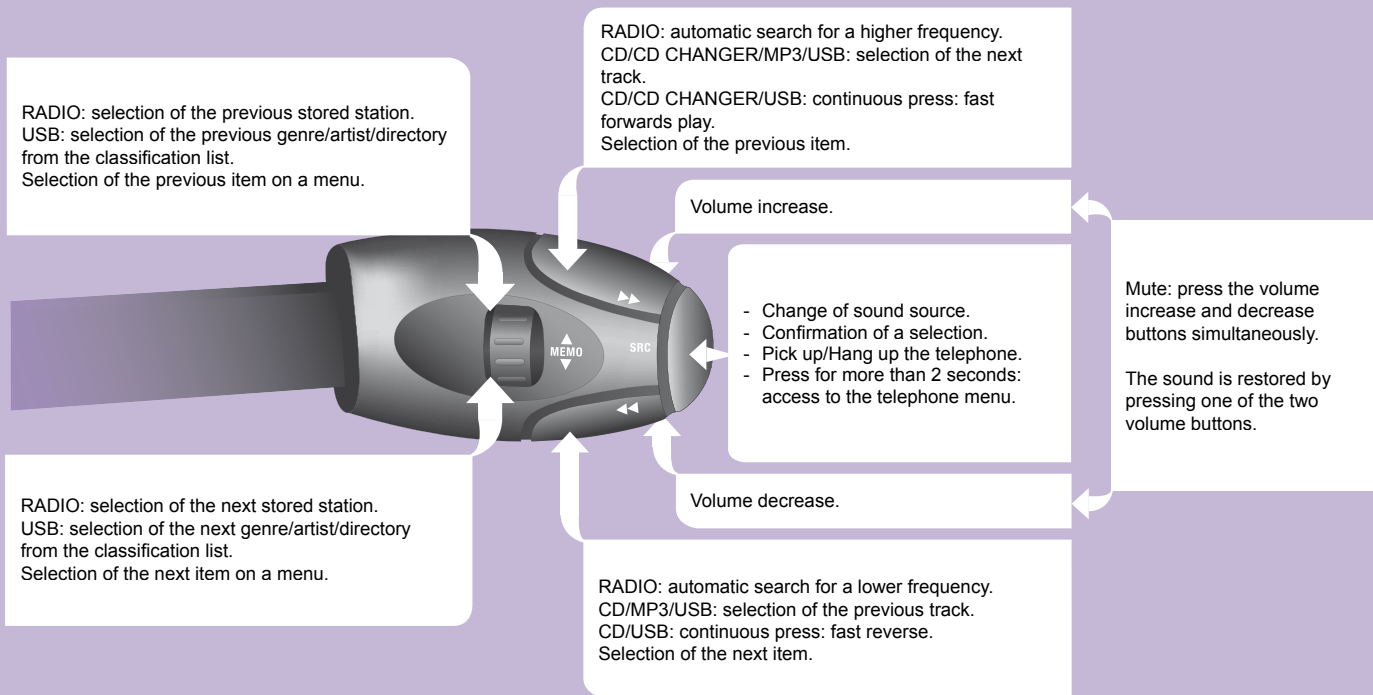 RADIO: automatic search for a higher frequency.
CD/CD CHANGER/MP3/USB: selection of the next
track.
CD/CD CHANGER/USB: continuous press: fast
forwards play.
Selection of the previous item.
RADIO: selection of the previous stored station.
USB: selection of the previous genre/artist/directory
from the classification list.
Selection of the previous item on a menu.
Volume increase.
- Change of sound source.
- Confirmation of a selection.
- Pick up/Hang up the telephone.
- Press for more than 2 seconds:
access to the telephone menu.
Mute: press the volume
increase and decrease
buttons simultaneously.
The sound is restored by
pressing one of the two
volume buttons.
MEMO
SRC
Volume decrease.
RADIO: selection of the next stored station.
USB: selection of the next genre/artist/directory
from the classification list.
Selection of the next item on a menu.
RADIO: automatic search for a lower frequency.
CD/MP3/USB: selection of the previous track.
CD/USB: continuous press: fast reverse.
Selection of the next item.